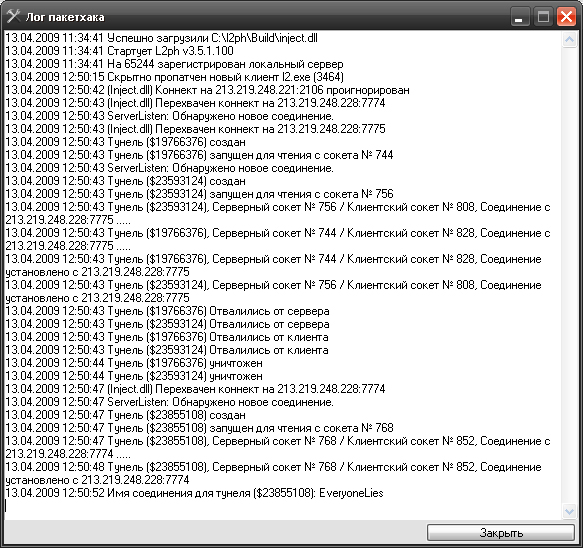 Лог пакетхака
13.04.2009 11:34:41 Успешно загрузили C:\l2ph\Build\inject.dll
13.04.2009 11:34:41 Стартует L2ph v3.5.1.100
13.04.2009 11:34:41 На 65244 зарегистрирован локальный сервер
13.04.2009 12:50:15 Скрытно пропатчен новый клиент l2.exe (3464)
13.04.2009 12:50:42 (Inject.dll) Коннект на 213.219.248.221:2106 проигнорирован
13.04.2009 12:50:43 (Inject.dll) Перехвачен коннект на 213.219.248.228:7774
13.04.2009 12:50:43 ServerListen: Обнаружено новое соединение.
13.04.2009 12:50:43 (Inject.dll) Перехвачен коннект на 213.219.248.228:7775
13.04.2009 12:50:43 Тунель ($19766376) создан
13.04.2009 12:50:43 Тунель ($19766376) запущен для чтения с сокета № 744
13.04.2009 12:50:43 ServerListen: Обнаружено новое соединение.
13.04.2009 12:50:43 Тунель ($23593124) создан
13.04.2009 12:50:43 Тунель ($23593124) запущен для чтения с сокета № 756
13.04.2009 12:50:43 Тунель ($23593124), Серверный сокет № 756 / Клиентский сокет № 808, Соединение с
213.219.248.228:7775 .....
13.04.2009 12:50:43 Тунель ($19766376), Серверный сокет № 744 / Клиентский сокет № 828, Соединение с
213.219.248.228:7775 .....
13.04.2009 12:50:43 Тунель ($19766376), Серверный сокет № 744 / Клиентский сокет № 828, Соединение
установлено с 213.219.248.228:7775
13.04.2009 12:50:43 Тунель ($23593124), Серверный сокет № 756 / Клиентский сокет № 808, Соединение
установлено с 213.219.248.228:7775
13.04.2009 12:50:43 Тунель ($19766376) Отвалились от сервера
13.04.2009 12:50:43 Тунель ($23593124) Отвалились от сервера
13.04.2009 12:50:43 Тунель ($19766376) Отвалились от клиента
13.04.2009 12:50:43 Тунель ($23593124) Отвалились от клиента
13.04.2009 12:50:44 Тунель ($19766376) уничтожен
13.04.2009 12:50:44 Тунель ($23593124) уничтожен
13.04.2009 12:50:47 (Inject.dll) Перехвачен коннект на 213.219.248.228:7774
13.04.2009 12:50:47 ServerListen: Обнаружено новое соединение.
13.04.2009 12:50:47 Тунель ($23855108) создан
13.04.2009 12:50:47 Тунель ($23855108) запущен для чтения с сокета № 768
13.04.2009 12:50:47 Тунель ($23855108), Серверный сокет № 768 / Клиентский сокет № 852, Соединение с
213.219.248.228:7774 .....
13.04.2009 12:50:48 Тунель ($23855108), Серверный сокет № 768 / Клиентский сокет № 852, Соединение
установлено с 213.219.248.228:7774
13.04.2009 12:50:52 Имя соединения для тунеля ($23855108): EveryoneLies
Закрыть